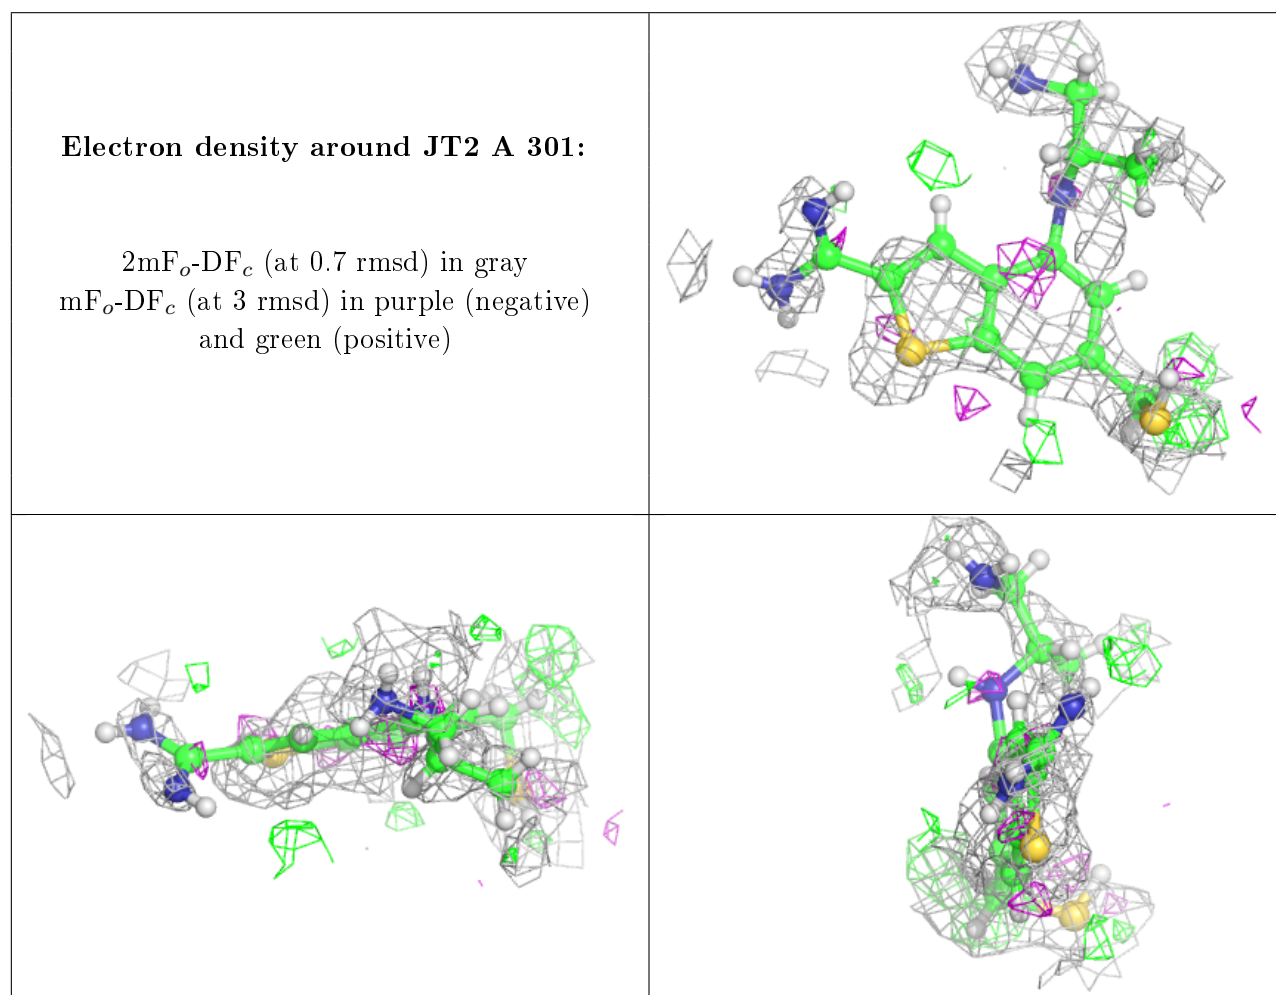 Electron density around JT2 A 301:
2mFo-DFc (at 0.7 rmsd) in gray
mFo-DFc (at 3 rmsd) in purple (negative)
and green (positive)